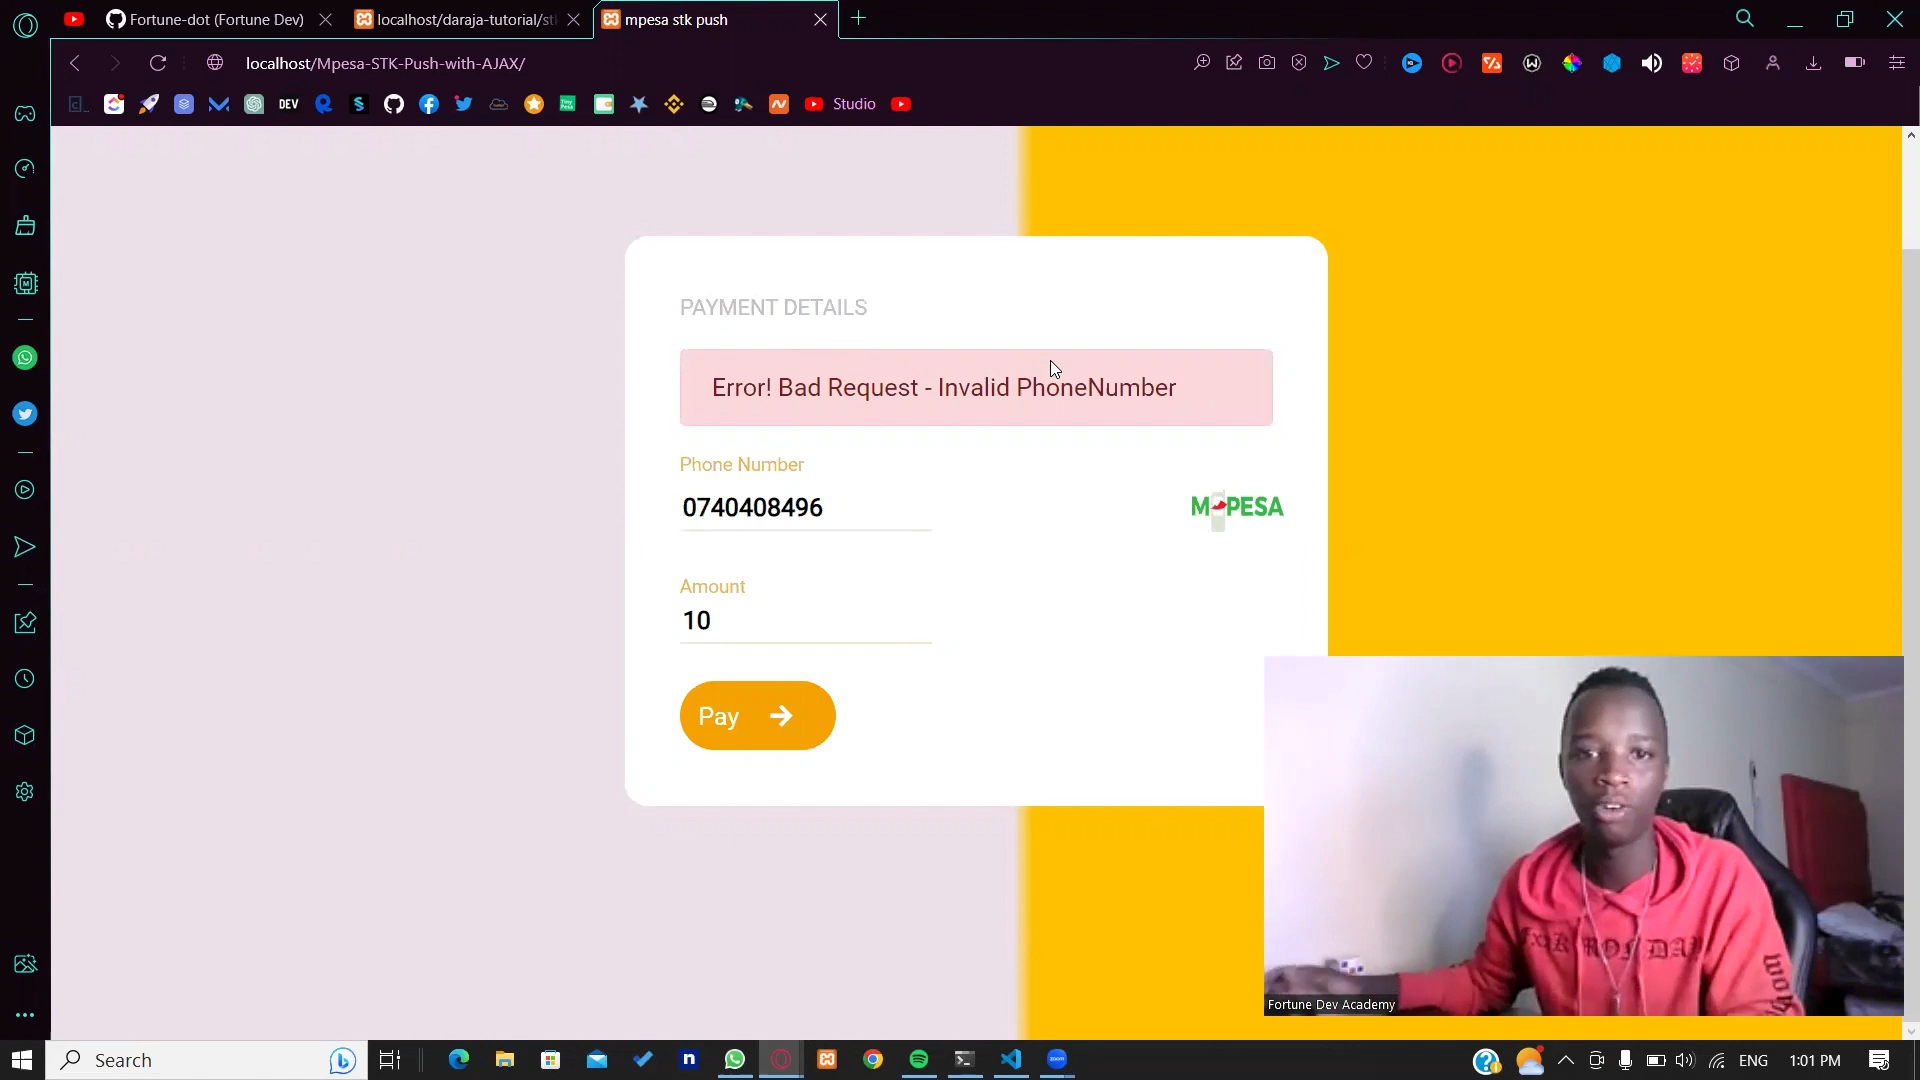 Fortune-dot (Fortune Dev)
localhost/daraja-tutorial/st
mpesa stk push
localhost/Mpesa-STK-Push-with-AJAX/
DEV
Studio
PAYMENT DETAILS
Error! Bad Request - Invalid PhoneNumber
Phone Number
0740408496
M-PESA
Amount
10
Pay
Fortune Dev Academy
Search
ENG
1:01 PM